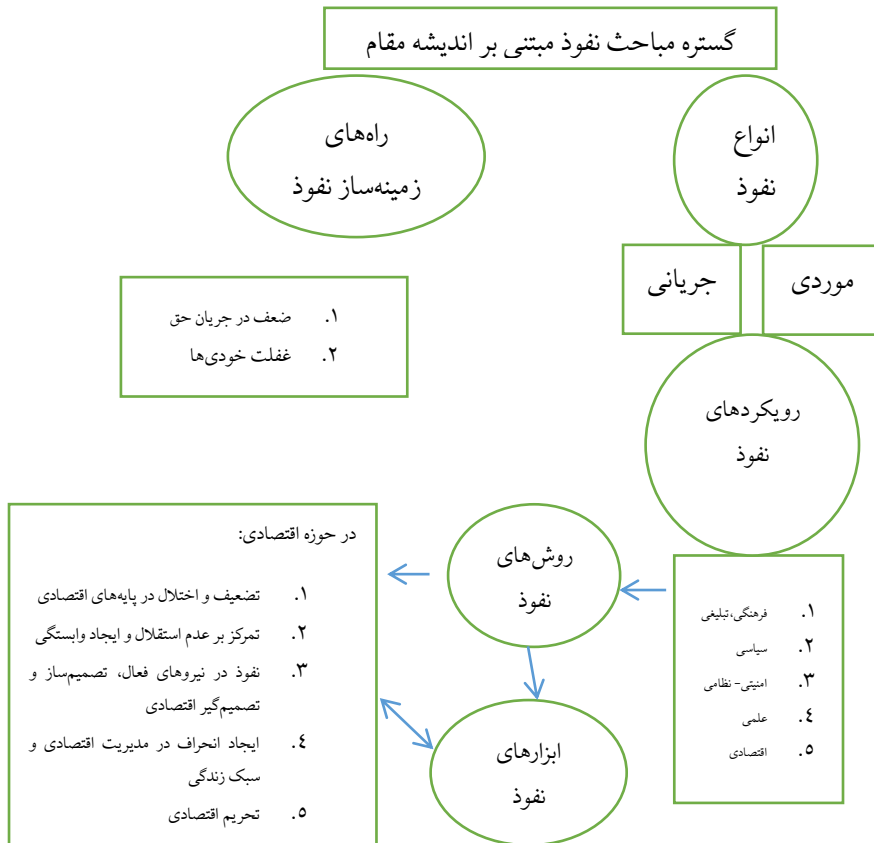 گستره مباحث نفوذ مبتنی بر اندیشه مقام
انواع
نفوذ
راه‌های
زمینه‌ساز نفوذ
موردی
جریانی
۱. ضعف در جریان حق
۲. غفلت خودی‌ها
رویکردهای
نفوذ
۱. فرهنگی،تبلیغی
۲. سیاسی
۳. امنیتی- نظامی
٤. علمی
٥. اقتصادی
روش‌های
نفوذ
ابزارهای
نفوذ
در حوزه اقتصادی:
۱. تضعیف و اختلال در پایه‌های اقتصادی
۲. تمرکز بر عدم استقلال و ایجاد وابستگی
۳. نفوذ در نیروهای فعال، تصمیم‌ساز و
تصمیم‌گیر اقتصادی
٤. ایجاد انحراف در مدیریت اقتصادی و
سبک زندگی
٥. تحریم اقتصادی